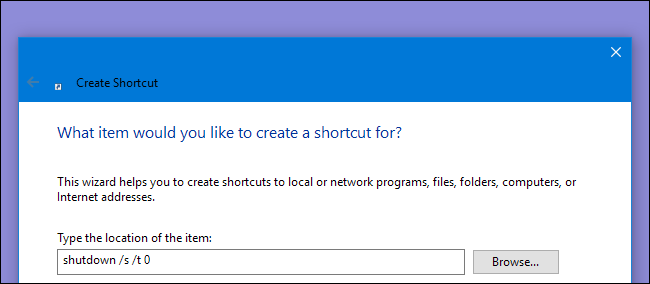 Create Shortcut
What item would you like to create a shortcut for?
This wizard helps you to create shortcuts to local or network programs, files, folders, computers, or
Internet addresses.
Type the location of the item:
shutdown /s /t 0
Browse...